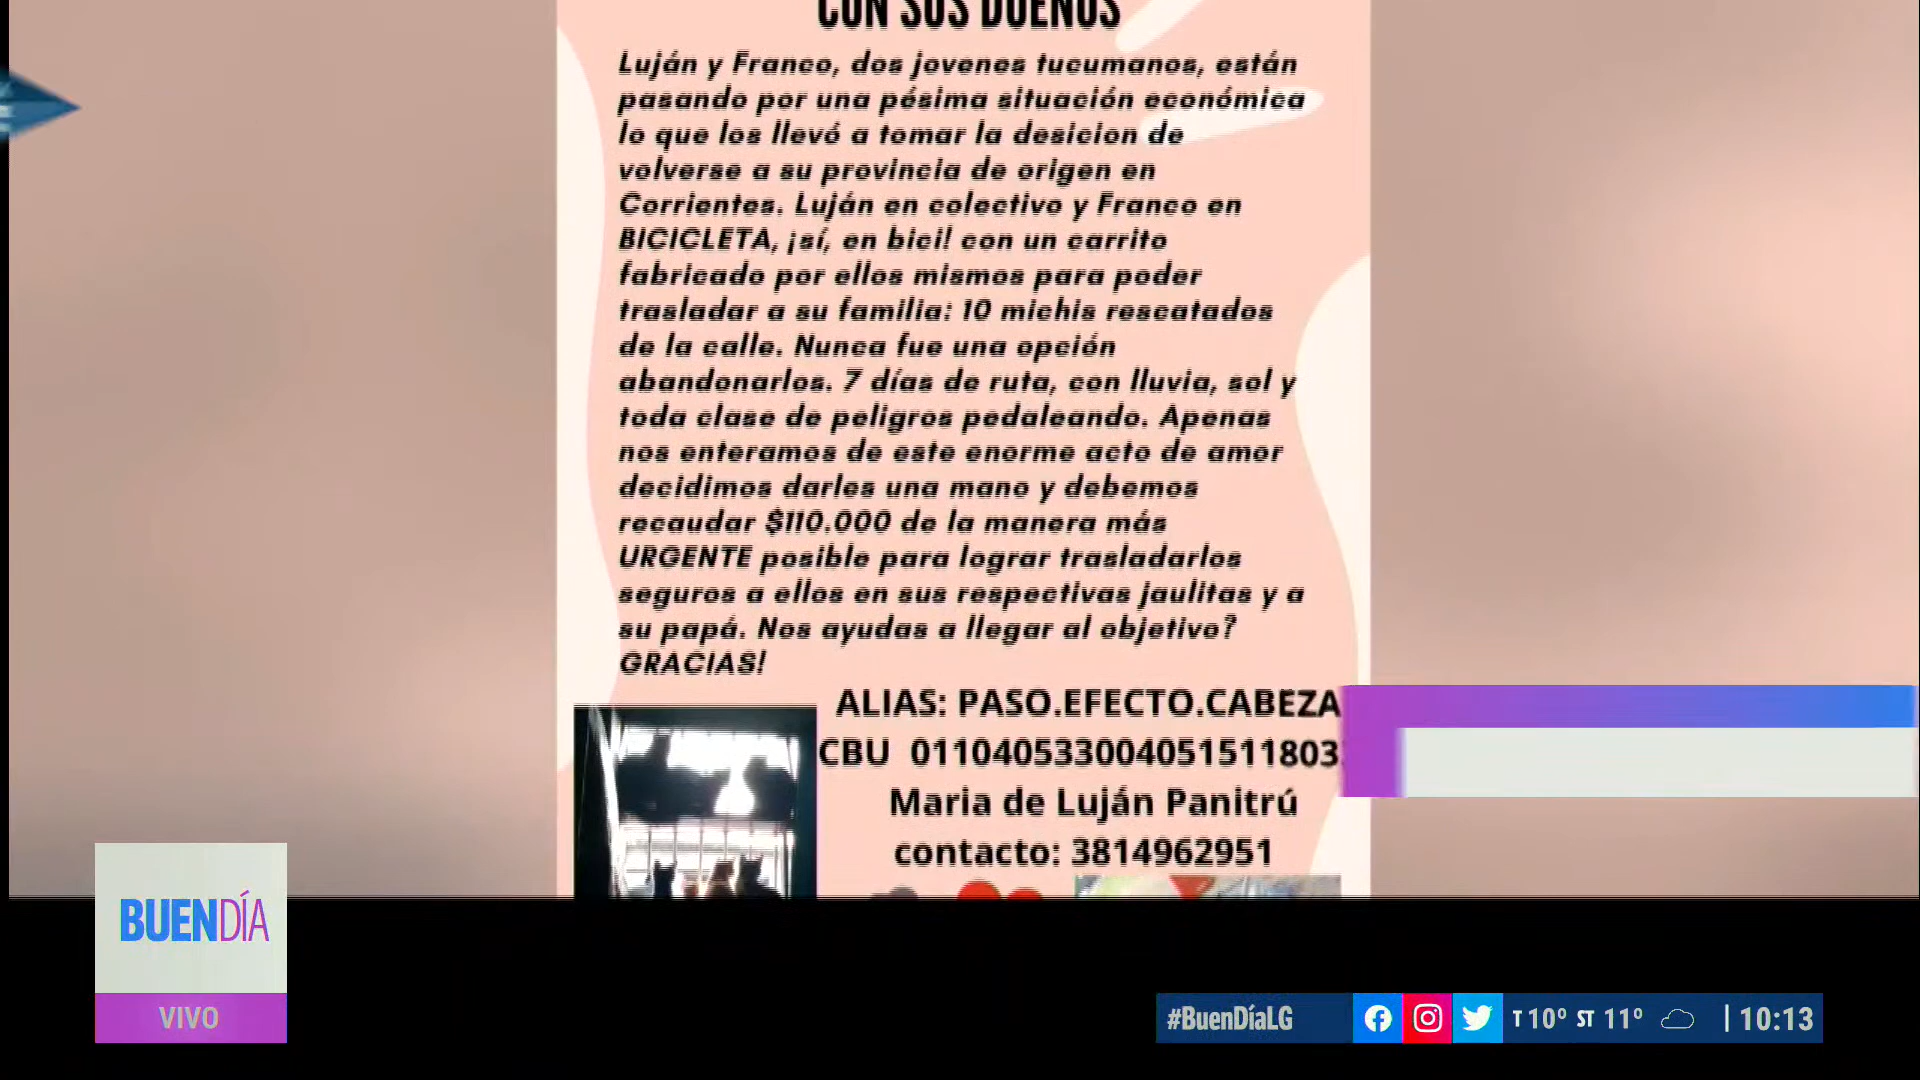 CON SUS DUEÑOS
Luján y Franco, dos jovenes tucumanos, están
pasando por una pésima situación económica
lo que los llevó a tomar la desicion de
volverse a su provincia de origen en
Corrientes. Luján en colectivo y Franco en
BICICLETA, ¡sí, en bici! con un carrito
fabricado por ellos mismos para poder
trasladar a su familia: 10 michis rescatados
de la calle. Nunca fue una opción
abandonarlos. 7 días de ruta, con lluvia, sol y
toda clase de peligros pedaleando. Apenas
nos enteramos de este enorme acto de amor
decidimos darles una mano y debemos
recaudar $110.000 de la manera más
URGENTE posible para lograr trasladarlos
seguros a ellos en sus respectivas jaulitas y a
su papá. Nos ayudas a llegar al objetivo?
GRACIAS!
ALIAS: PASO.EFECTO.CABEZA
CBU 011040533004051511803
Maria de Luján Panitrú
contacto: 3814962951
BUENDÍA
VIVO
#BuenDíaLG T 10º ST 11º | 10:13